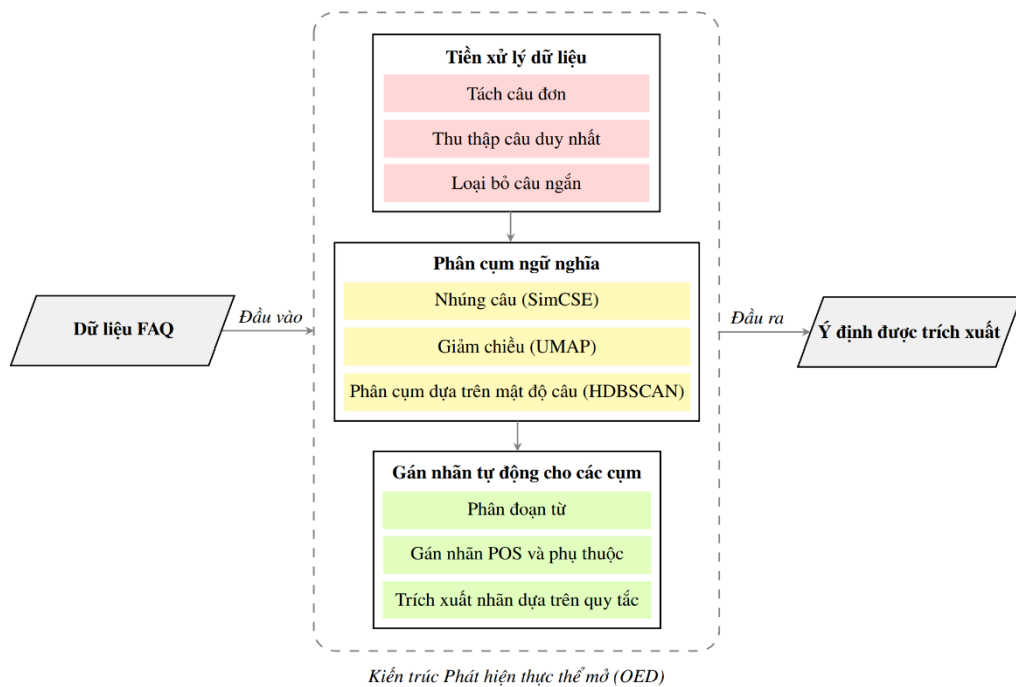 Tiền xử lý dữ liệu
Tách câu đơn
Thu thập câu duy nhất
Loại bỏ câu ngắn
Phân cụm ngữ nghĩa
Nhúng câu (SimCSE)
Giảm chiều (UMAP)
Phân cụm dựa trên mật độ câu (HDBSCAN)
Dữ liệu FAQ
Đầu vào
Đầu ra
Ý định được trích xuất
Gán nhãn tự động cho các cụm
Phân đoạn từ
Gán nhãn POS và phụ thuộc
Trích xuất nhãn dựa trên quy tắc
Kiến trúc Phát hiện thực thể mở (OED)